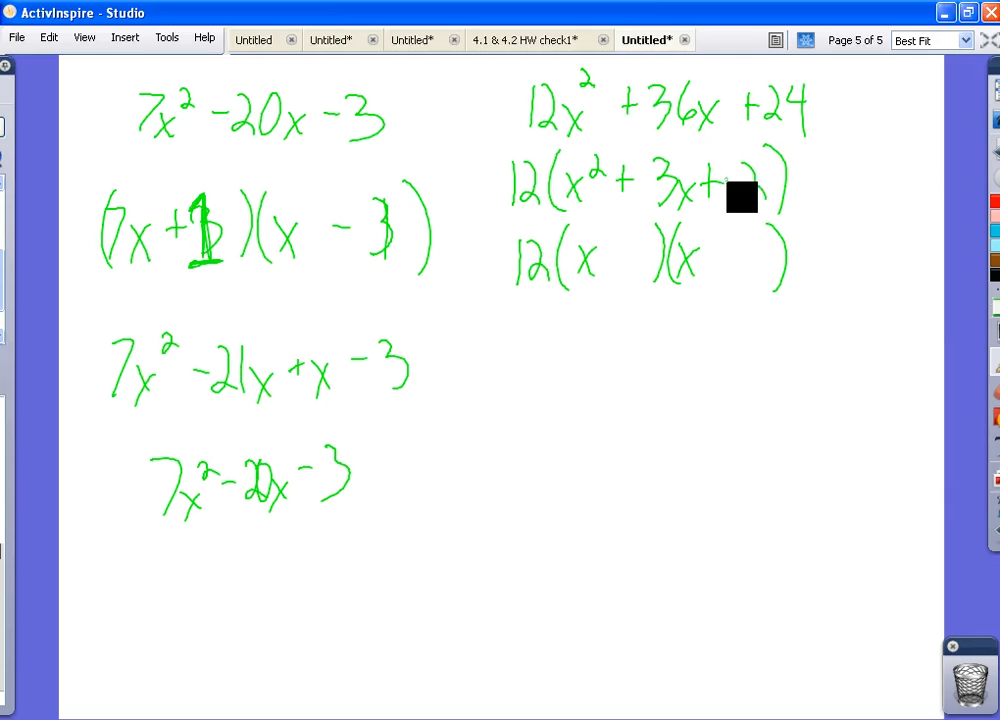 ActivInspire - Studio
File Edit View Insert Tools Help
Untitled Untitled* Untitled* 4.1 & 4.2 HW check1* Untitled* Page 5 of 5 Best Fit
7x² - 20x - 3
(7x + 1)(x - 3)
7x² - 21x + x - 3
7x² - 20x - 3
12x² + 36x + 24
12(x² + 3x + 2)
12(x )(x )